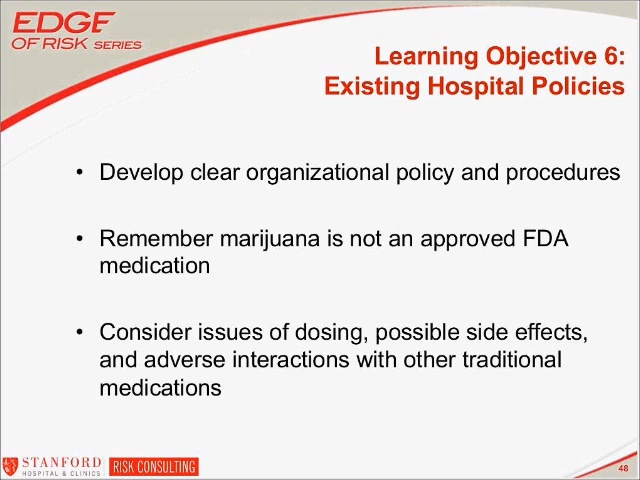 EDGE
OF RISK SERIES
Learning Objective 6:
Existing Hospital Policies
• Develop clear organizational policy and procedures
• Remember marijuana is not an approved FDA
medication
• Consider issues of dosing, possible side effects,
and adverse interactions with other traditional
medications
STANFORD
HOSPITAL & CLINICS
RISK CONSULTING
48